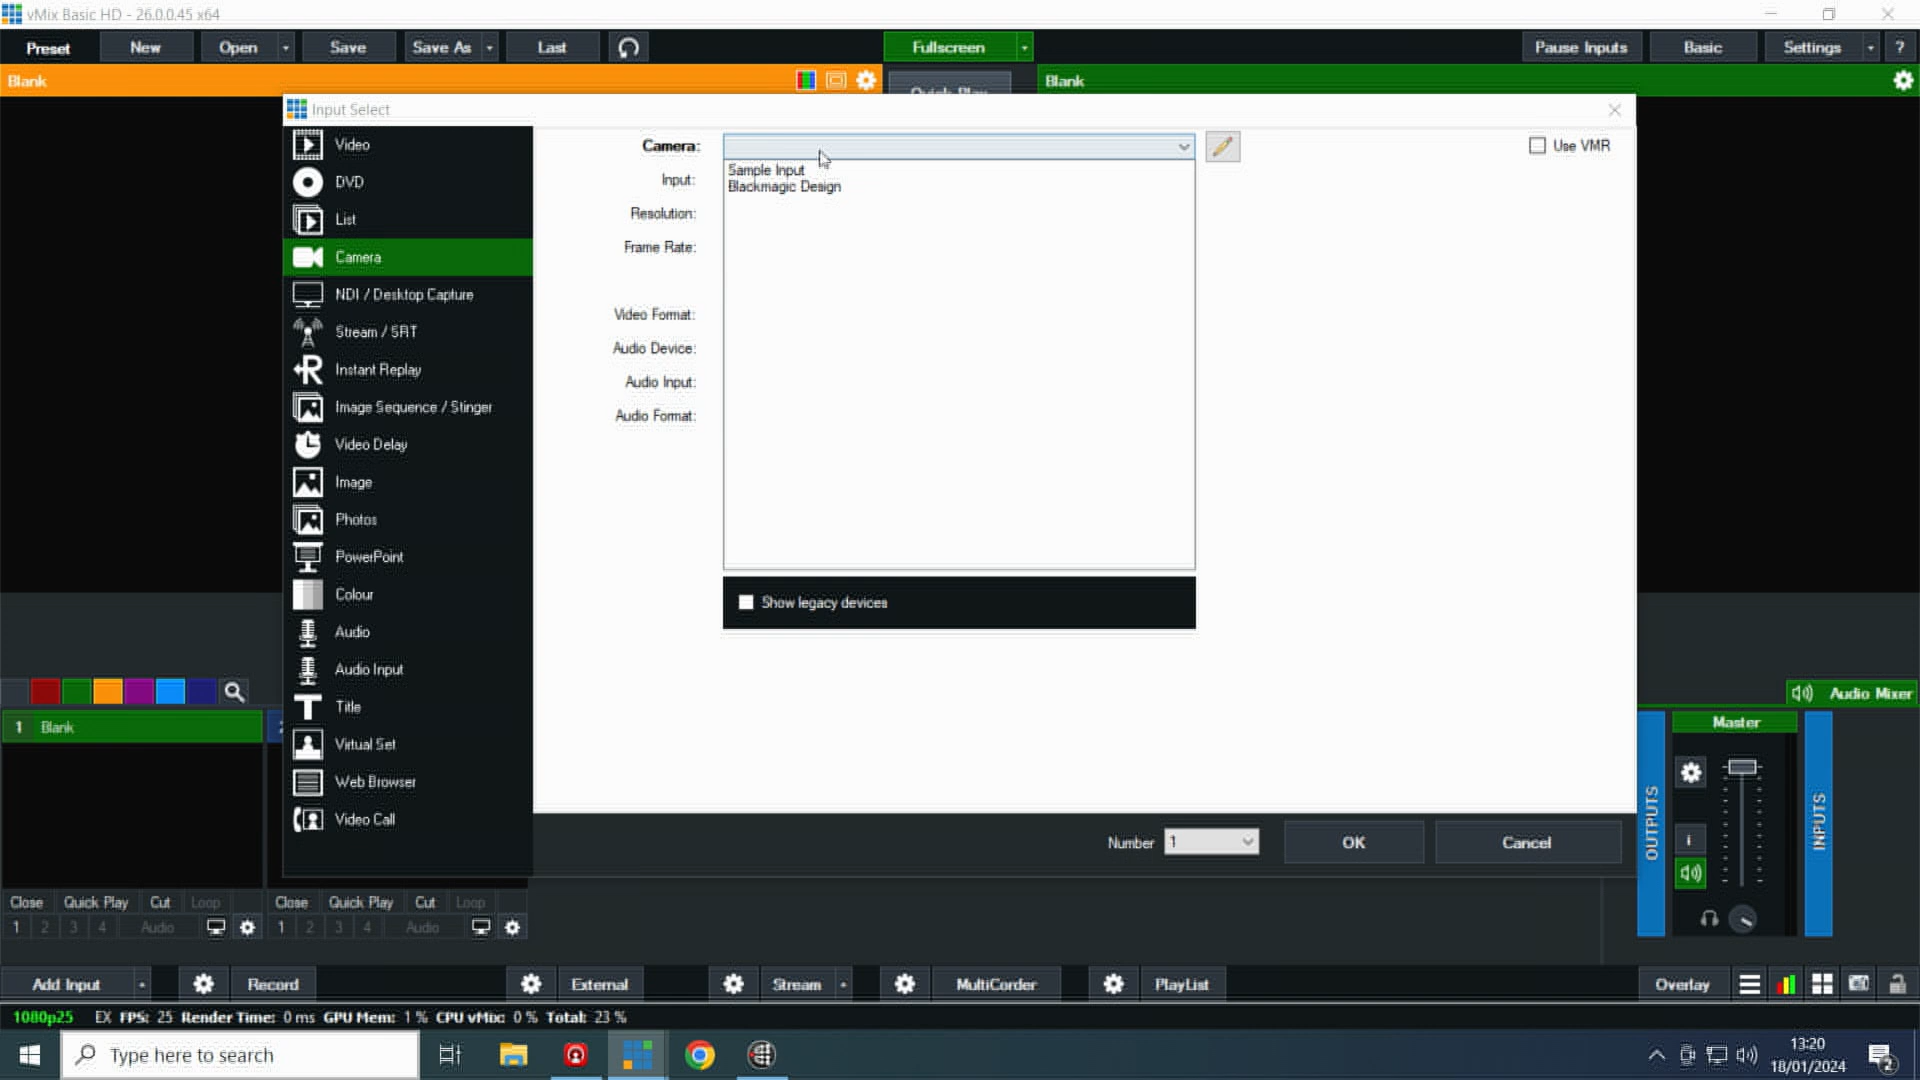 vMix Basic HD - 26.0.0.45 x64
Preset New Open Save Save As Last Fullscreen Pause Inputs Basic Settings ?
Blank Quick Play Blank
Input Select
Video
DVD
List
Camera
NDI / Desktop Capture
Stream / SRT
Instant Replay
Image Sequence / Stinger
Video Delay
Image
Photos
PowerPoint
Colour
Audio
Audio Input
Title
Virtual Set
Web Browser
Video Call
Camera: Use VMR
Input:
Resolution:
Frame Rate:
Video Format:
Audio Device:
Audio Input:
Audio Format:
Sample Input
Blackmagic Design
Show legacy devices
Number 1 OK Cancel
Audio Mixer
1 Blank 2
Master
OUTPUTS
INPUTS
i
Close Quick Play Cut Loop Close Quick Play Cut Loop
1 2 3 4 Audio 1 2 3 4 Audio
Add Input Record External Stream MultiCorder PlayList Overlay
1080p25 EX FPS: 25 Render Time: 0 ms GPU Mem: 1 % CPU vMix: 0 % Total: 23 %
Type here to search
13:20
18/01/2024
2